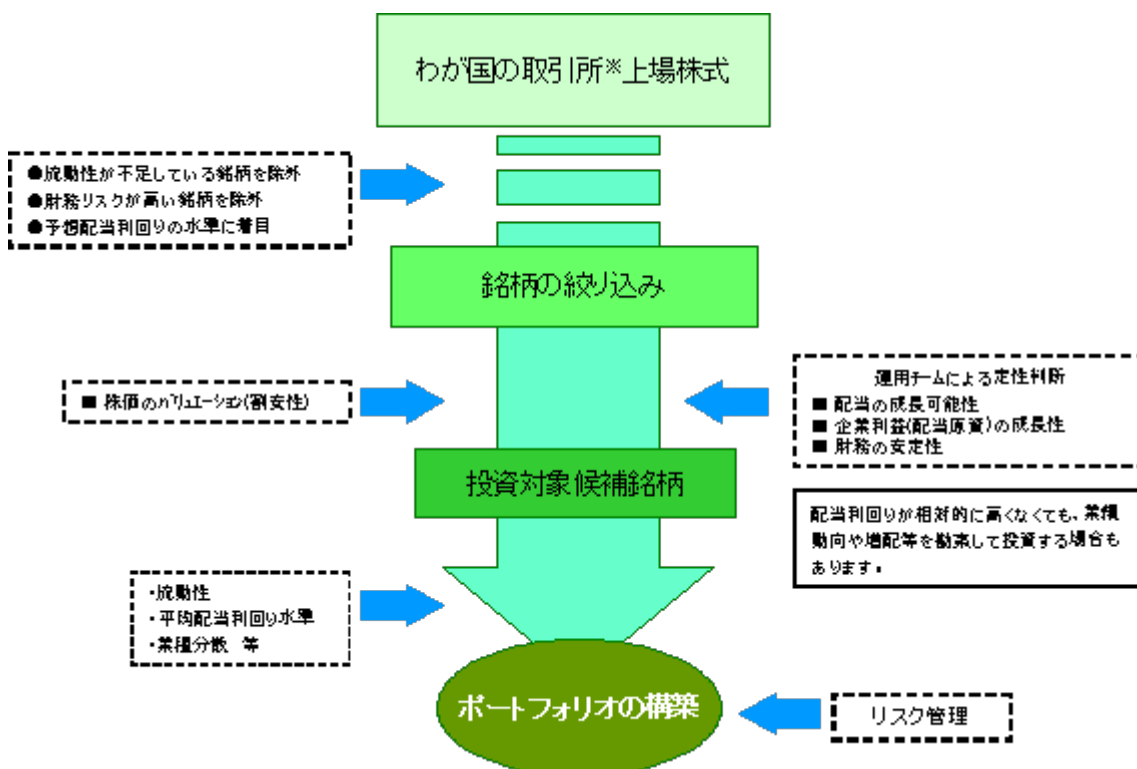 わが国の取引所※上場株式
●流動性が不足している銘柄を除外
●財務リスクが高い銘柄を除外
●予想配当利回りの水準に着目
銘柄の絞り込み
■ 株価のバリュエーション(割安性)
運用チームによる定性判断
■ 配当の成長可能性
■ 企業利益(配当原資)の成長性
■ 財務の安定性
投資対象候補銘柄
配当利回りが相対的に高くなくても、業績
動向や増配等を勘案して投資する場合も
あります。
・流動性
・平均配当利回り水準
・業種分散 等
ポートフォリオの構築
リスク管理